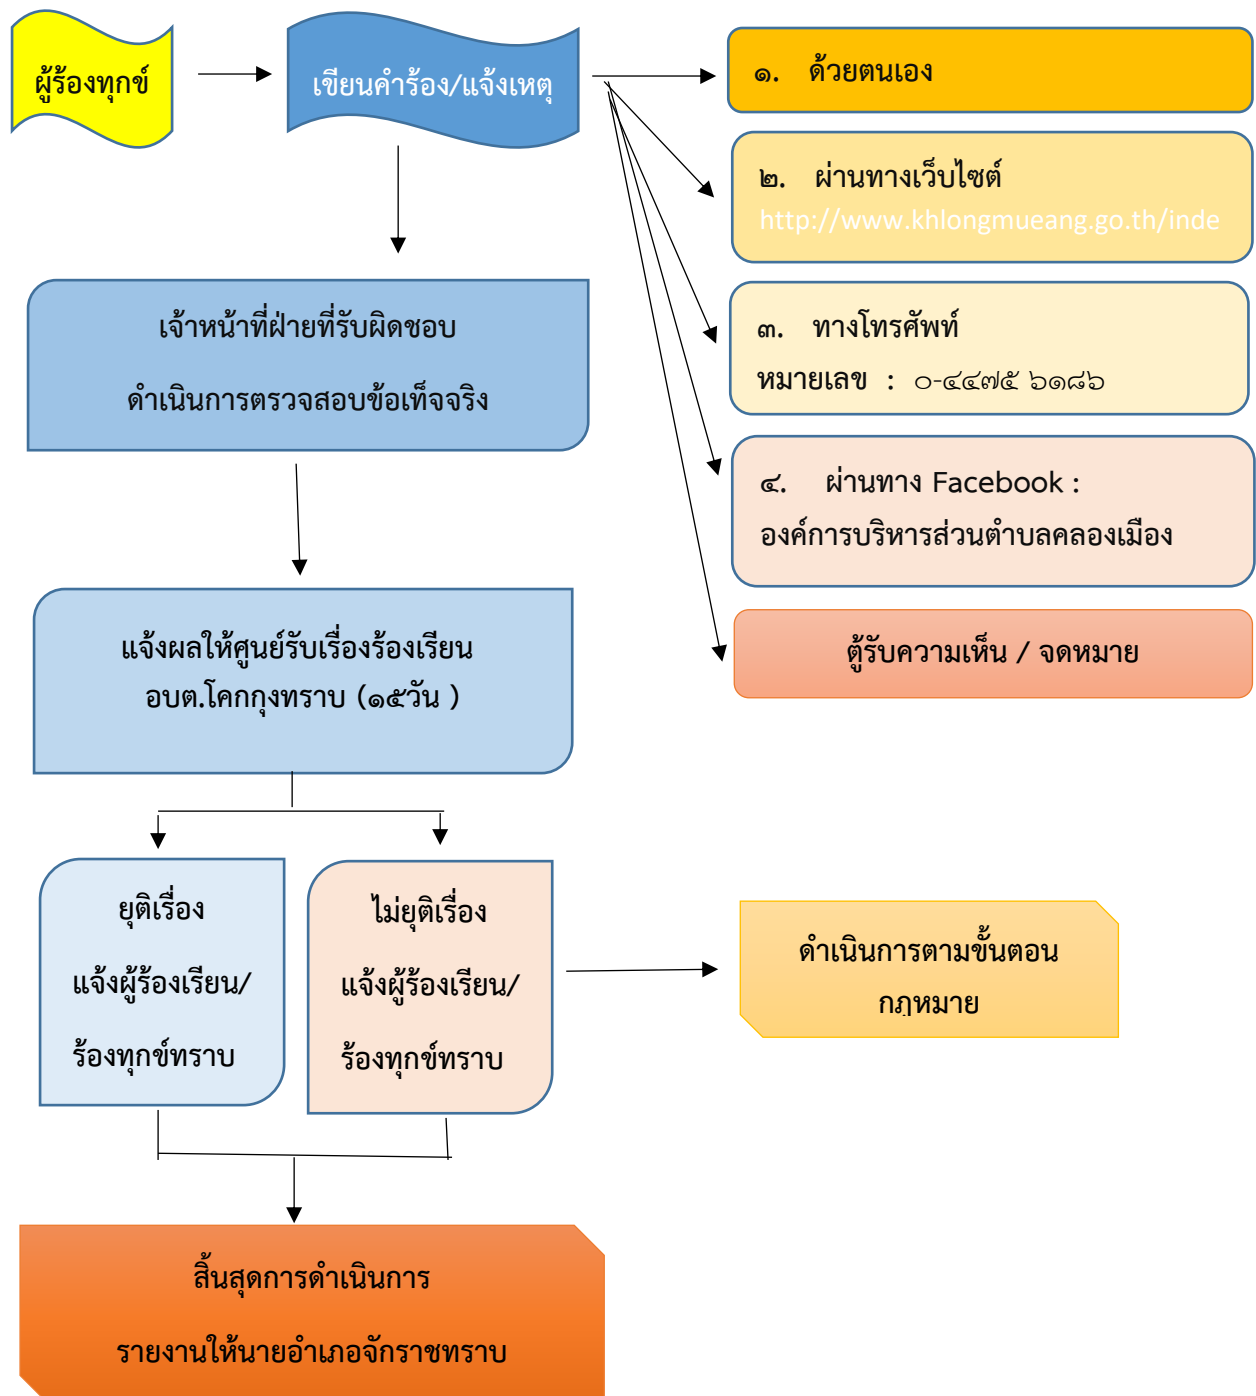 ผู้ร้องทุกข์
เขียนคำร้อง/แจ้งเหตุ
๑. ด้วยตนเอง
๒. ผ่านทางเว็บไซต์
http://www.khlongmueang.go.th/inde
๓. ทางโทรศัพท์
หมายเลข : ๐-๔๔๗๕ ๖๑๘๖
๔. ผ่านทาง Facebook :
องค์การบริหารส่วนตำบลคลองเมือง
ตู้รับความเห็น / จดหมาย
เจ้าหน้าที่ฝ่ายที่รับผิดชอบ
ดำเนินการตรวจสอบข้อเท็จจริง
แจ้งผลให้ศูนย์รับเรื่องร้องเรียน
อบต.โคกกุงทราบ (๑๕วัน )
ยุติเรื่อง
แจ้งผู้ร้องเรียน/
ร้องทุกข์ทราบ
ไม่ยุติเรื่อง
แจ้งผู้ร้องเรียน/
ร้องทุกข์ทราบ
ดำเนินการตามขั้นตอน
กฎหมาย
สิ้นสุดการดำเนินการ
รายงานให้นายอำเภอจักราชทราบ